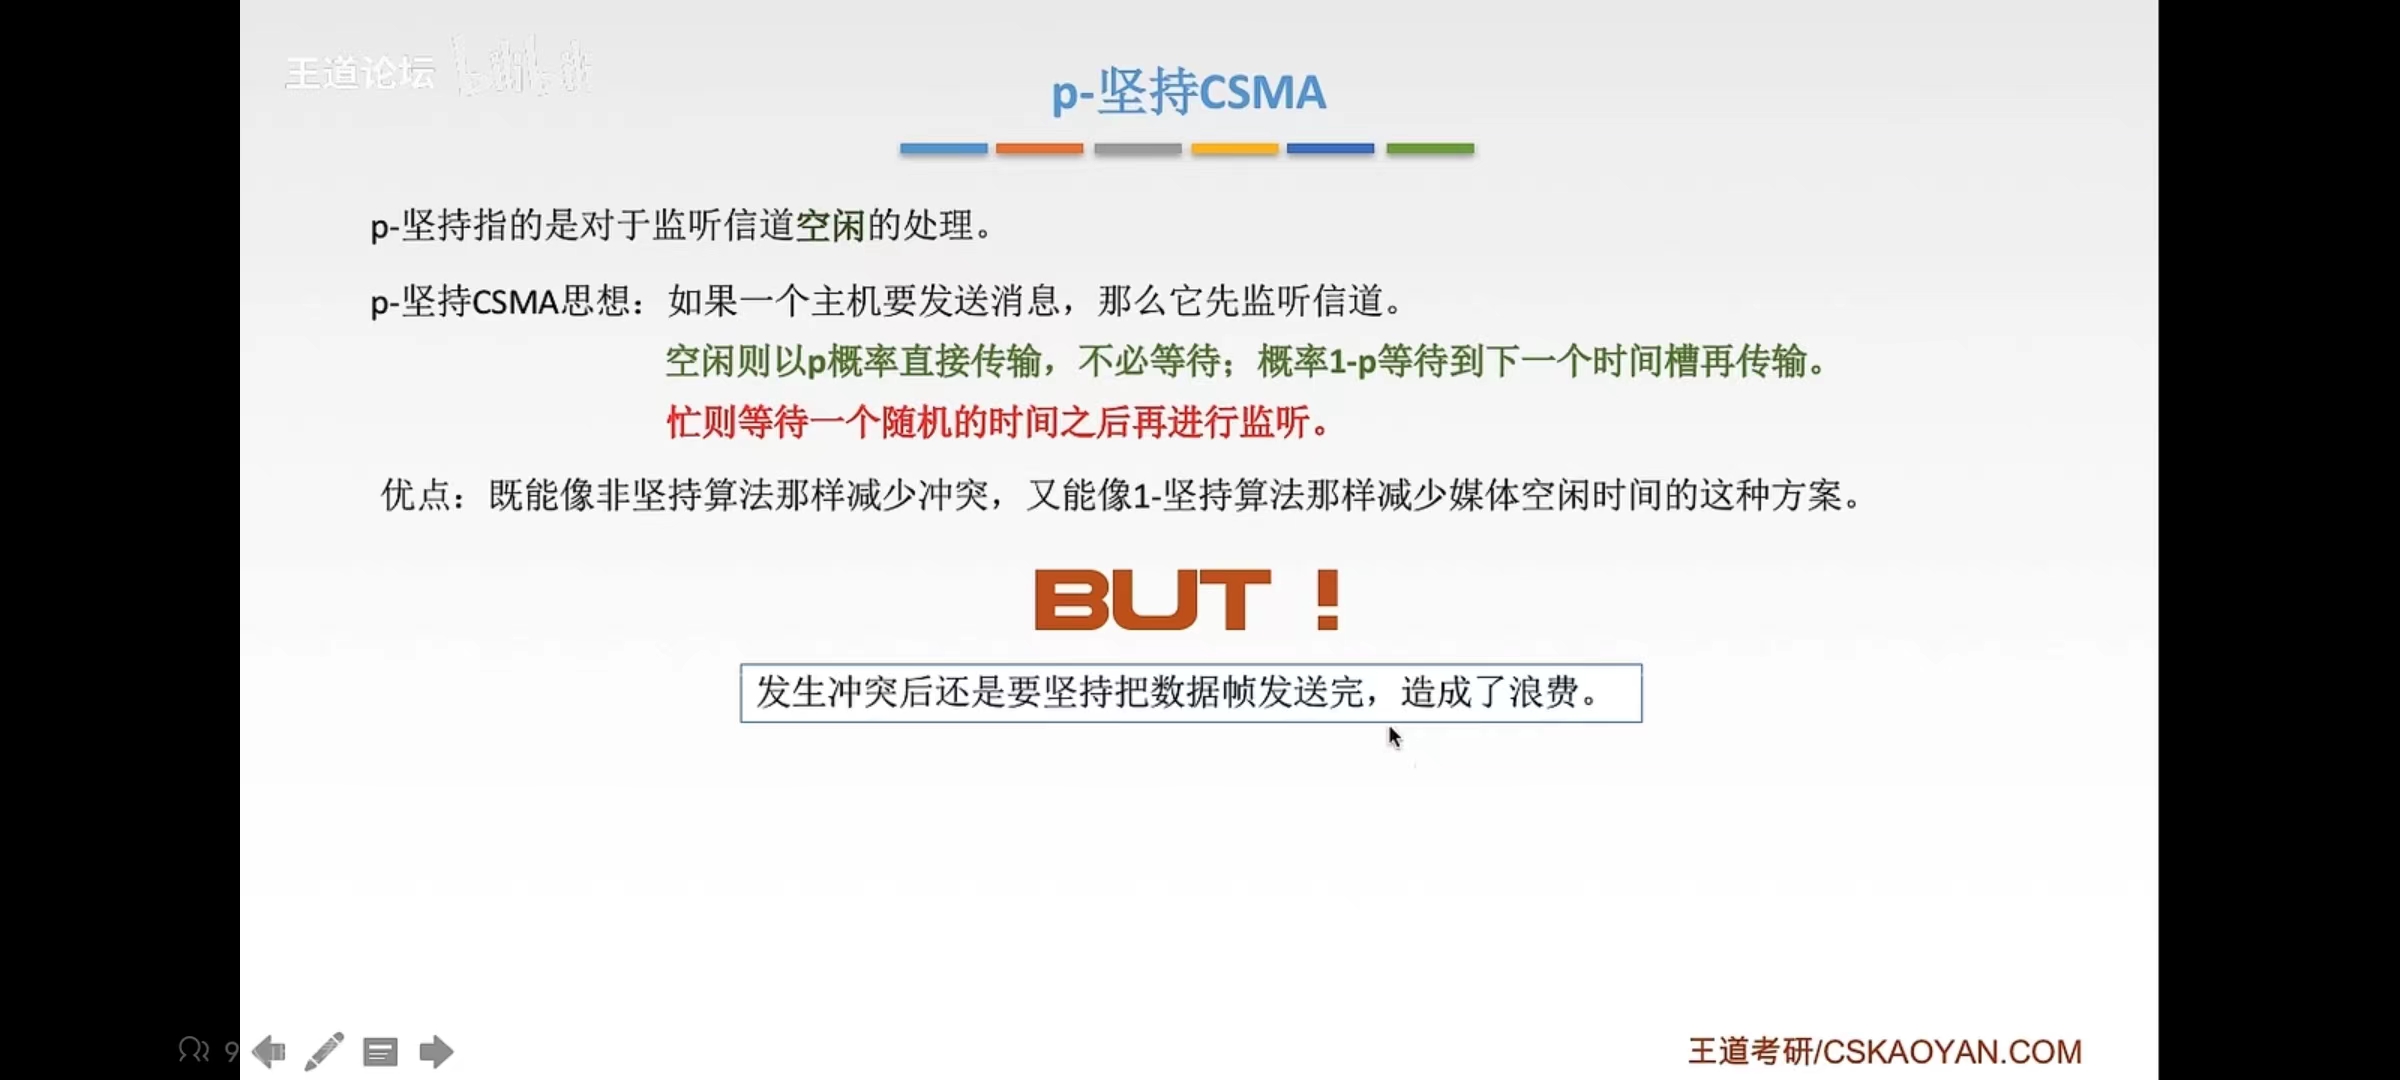 王道论坛 bilibili
p-坚持CSMA
p-坚持指的是对于监听信道空闲的处理。
p-坚持CSMA思想：如果一个主机要发送消息，那么它先监听信道。
空闲则以p概率直接传输，不必等待；概率1-p等待到下一个时间槽再传输。
忙则等待一个随机的时间之后再进行监听。
优点：既能像非坚持算法那样减少冲突，又能像1-坚持算法那样减少媒体空闲时间的这种方案。
BUT！
发生冲突后还是要坚持把数据帧发送完，造成了浪费。
9
王道考研/CSKAOYAN.COM